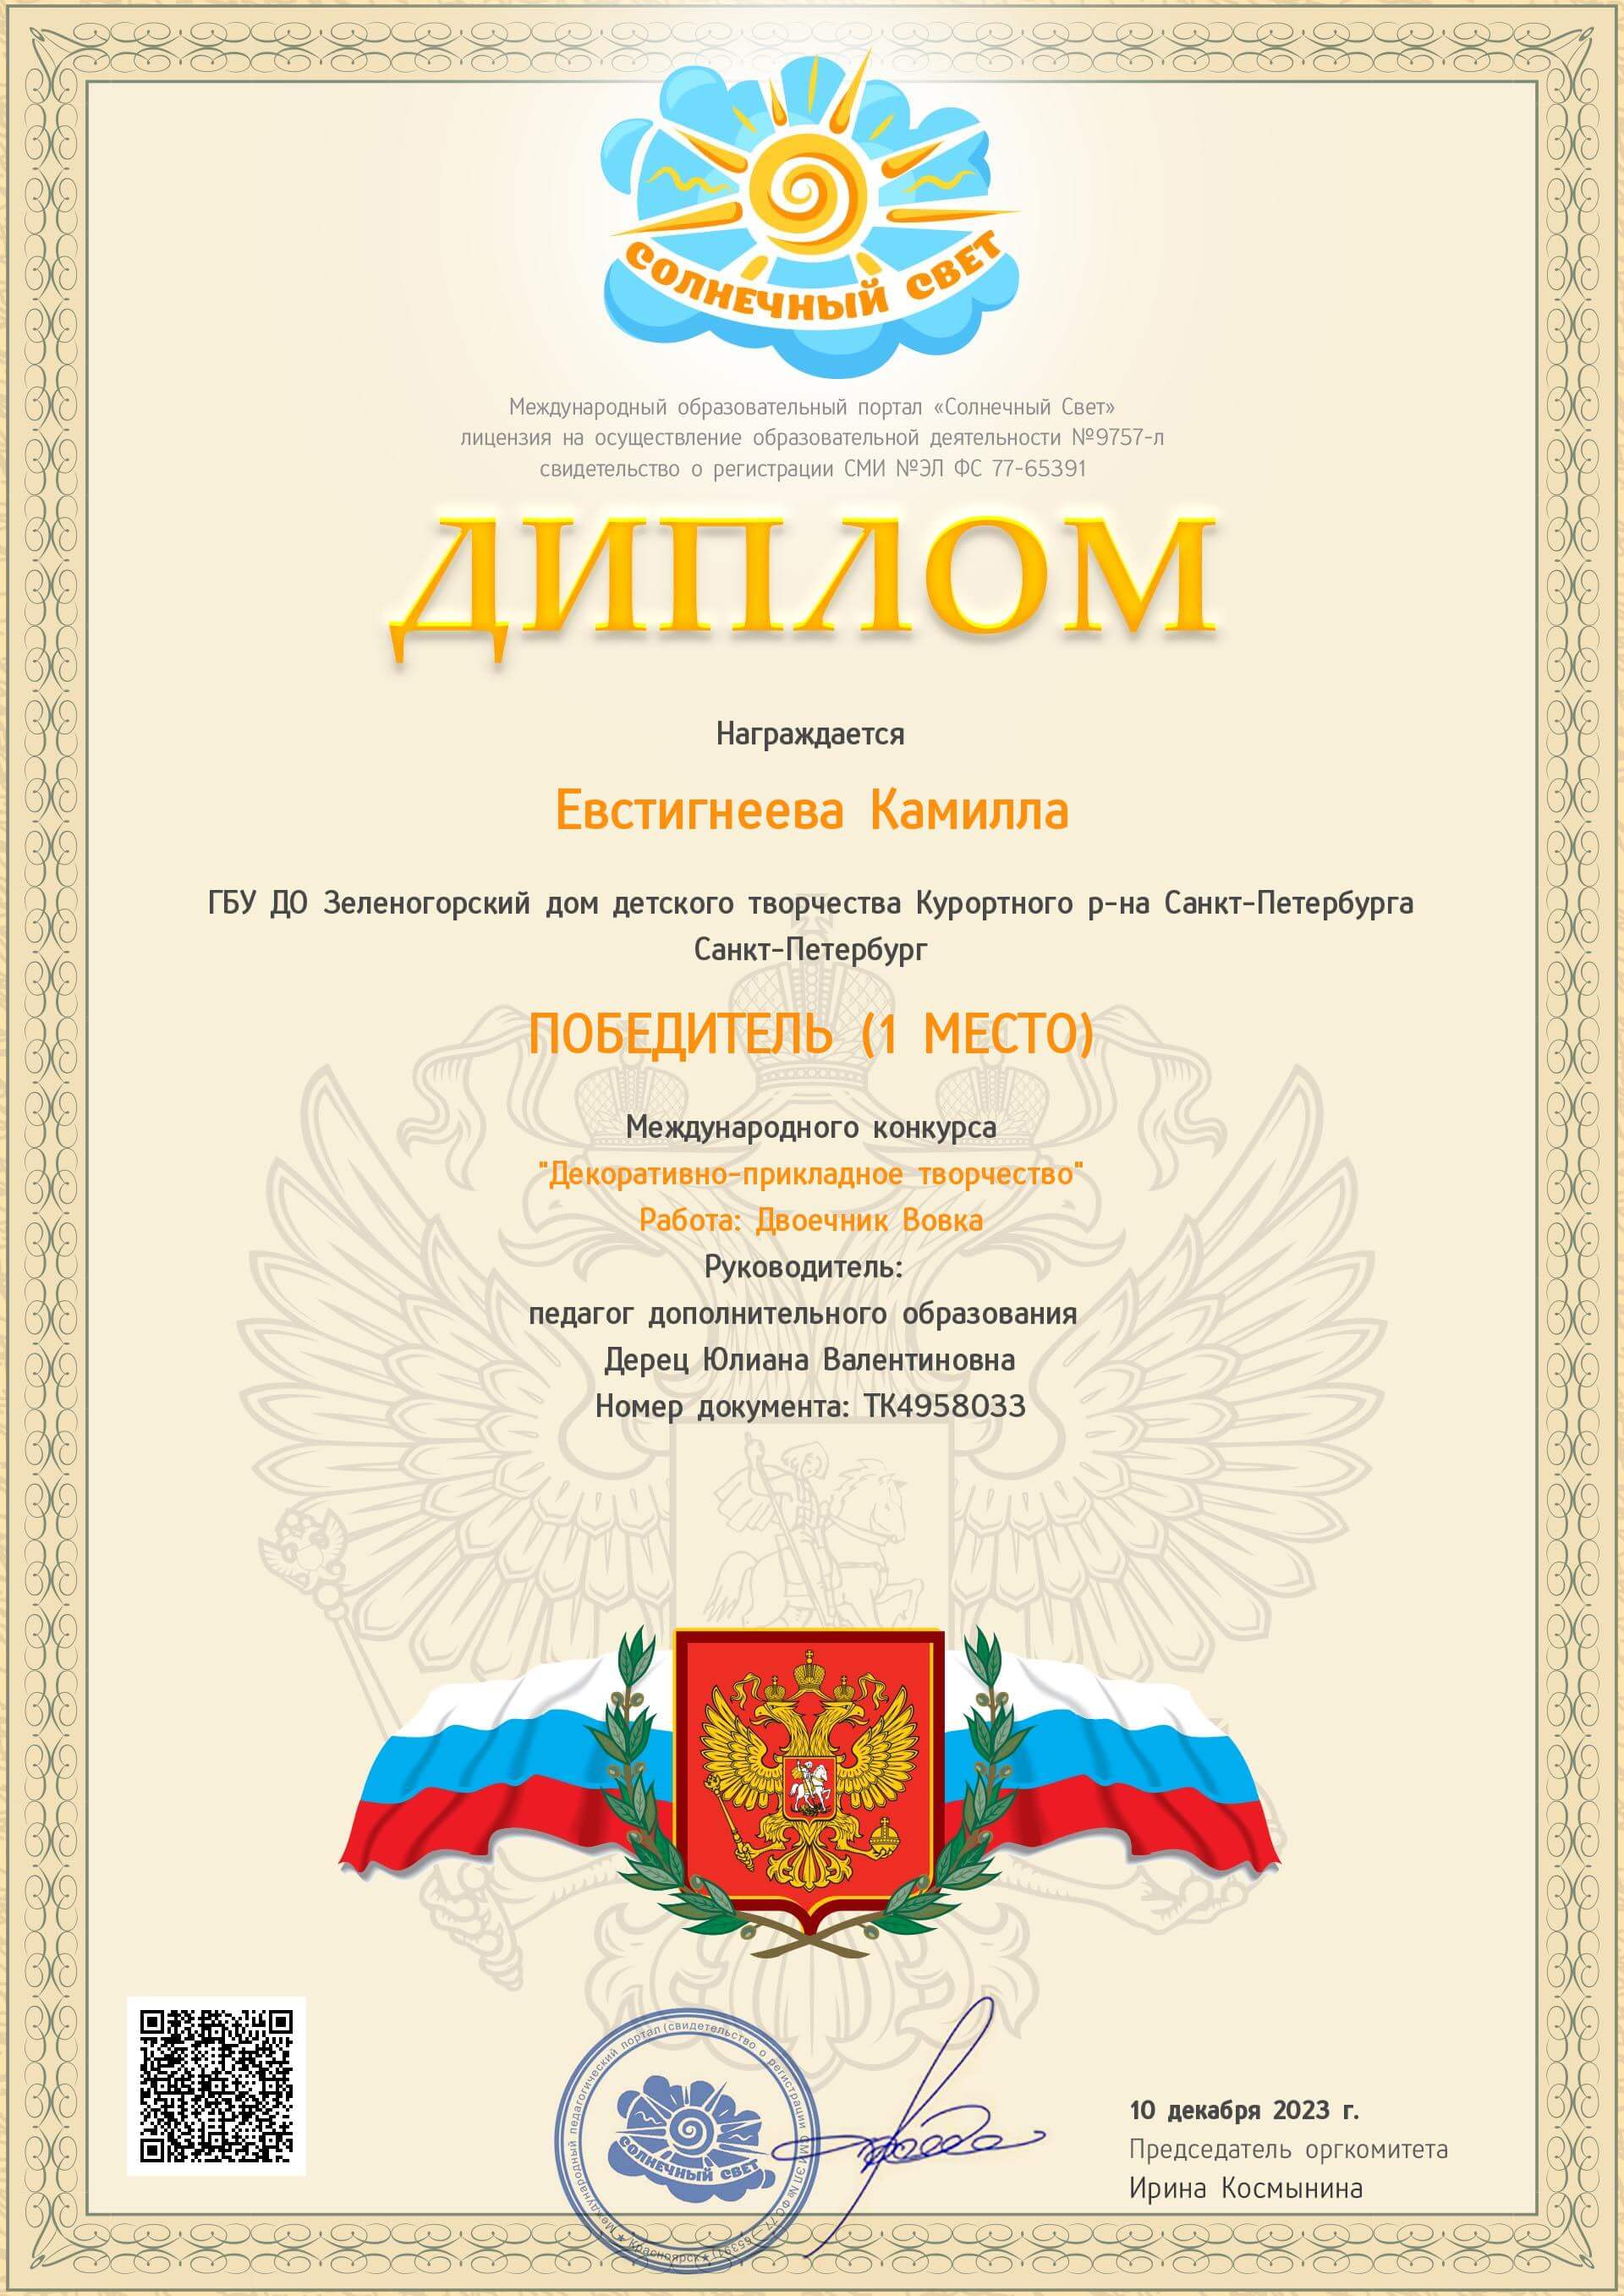 СОЛНЕЧНЫЙ СВЕТ
Международный образовательный портал «Солнечный Свет»
лицензия на осуществление образовательной деятельности №9757-л
свидетельство о регистрации СМИ №ЭЛ ФС 77-65391
ДИПЛОМ
Награждается
Евстигнеева Камилла
ГБУ ДО Зеленогорский дом детского творчества Курортного р-на Санкт-Петербурга
Санкт-Петербург
ПОБЕДИТЕЛЬ (1 МЕСТО)
Международного конкурса
"Декоративно-прикладное творчество"
Работа: Двоечник Вовка
Руководитель:
педагог дополнительного образования
Дерец Юлиана Валентиновна
Номер документа: ТК4958033
Международный педагогический портал (свидетельство о регистрации СМИ ЭЛ № ФС 77 - 65391) ★ Красноярск ★
СОЛНЕЧНЫЙ СВЕТ
10 декабря 2023 г.
Председатель оргкомитета
Ирина Космынина